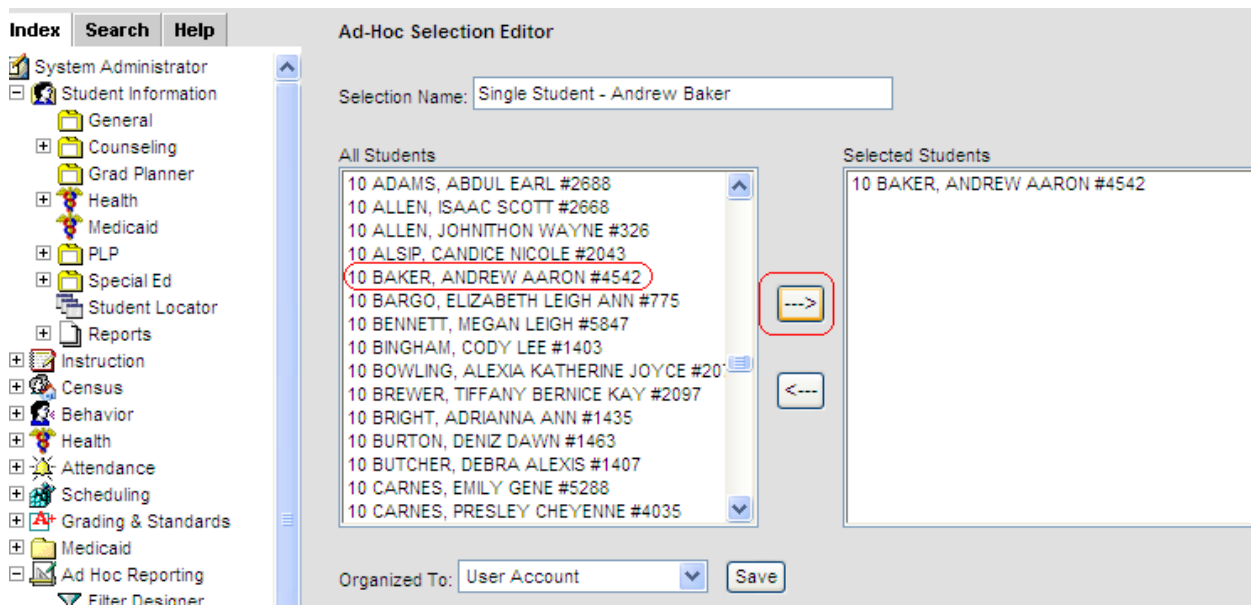 Index Search Help
System Administrator
Student Information
General
Counseling
Grad Planner
Health
Medicaid
PLP
Special Ed
Student Locator
Reports
Instruction
Census
Behavior
Health
Attendance
Scheduling
Grading & Standards
Medicaid
Ad Hoc Reporting
Filter Designer
Ad-Hoc Selection Editor
Selection Name: Single Student - Andrew Baker
All Students
10 ADAMS, ABDUL EARL #2688
10 ALLEN, ISAAC SCOTT #2668
10 ALLEN, JOHNITHON WAYNE #326
10 ALSIP, CANDICE NICOLE #2043
10 BAKER, ANDREW AARON #4542
10 BARGO, ELIZABETH LEIGH ANN #775
10 BENNETT, MEGAN LEIGH #5847
10 BINGHAM, CODY LEE #1403
10 BOWLING, ALEXIA KATHERINE JOYCE #207
10 BREWER, TIFFANY BERNICE KAY #2097
10 BRIGHT, ADRIANNA ANN #1435
10 BURTON, DENIZ DAWN #1463
10 BUTCHER, DEBRA ALEXIS #1407
10 CARNES, EMILY GENE #5288
10 CARNES, PRESLEY CHEYENNE #4035
--->
<---
Selected Students
10 BAKER, ANDREW AARON #4542
Organized To: User Account Save